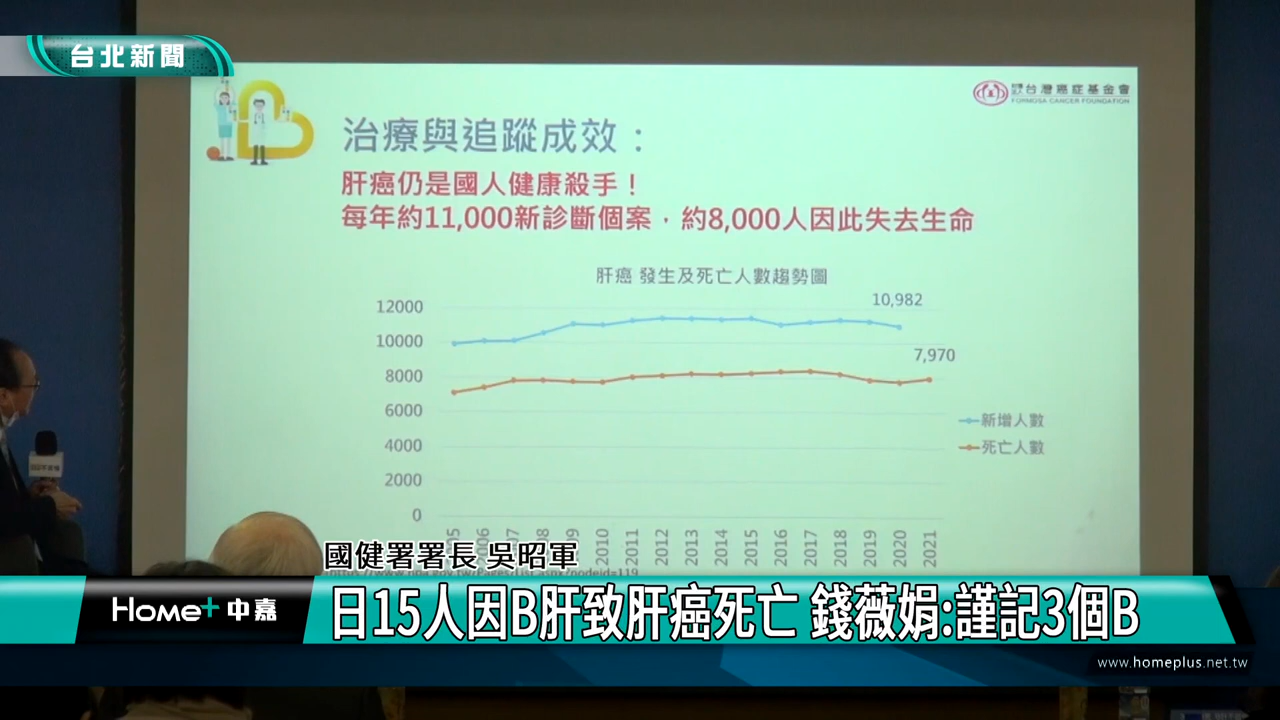 台北新聞
台灣癌症基金會
FORMOSA CANCER FOUNDATION
治療與追蹤成效：
肝癌仍是國人健康殺手！
每年約11,000新診斷個案，約8,000人因此失去生命
肝癌 發生及死亡人數趨勢圖
12000
10000
8000
6000
4000
2000
0
10,982
7,970
新增人數
死亡人數
2010
2011
2012
2013
2014
2015
2016
2017
2018
2019
2020
2021
國健署署長 吳昭軍
Home+ 中嘉
日15人因B肝致肝癌死亡 錢薇娟:謹記3個B
www.homeplus.net.tw